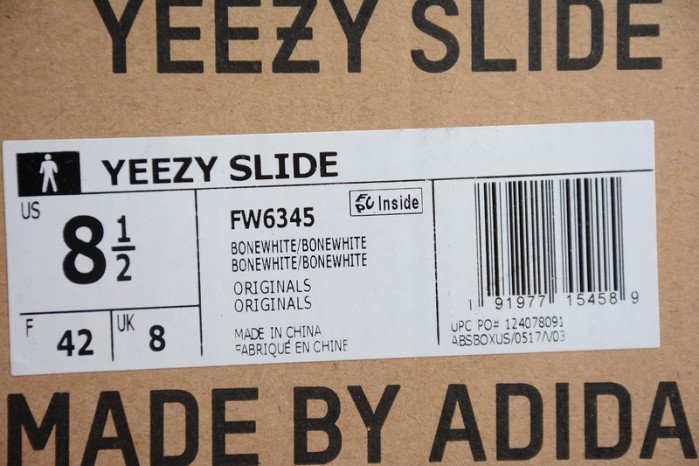 YEEZY SLIDE
YEEZY SLIDE
US
8 1/2
F 42
UK 8
FW6345
EPC Inside
BONEWHITE/BONEWHITE
BONEWHITE/BONEWHITE
ORIGINALS
ORIGINALS
MADE IN CHINA
FABRIQUÉ EN CHINE
1 91977 15458 9
UPC PO# 124078091
ABSBOXUS/0517/V03
MADE BY ADIDA